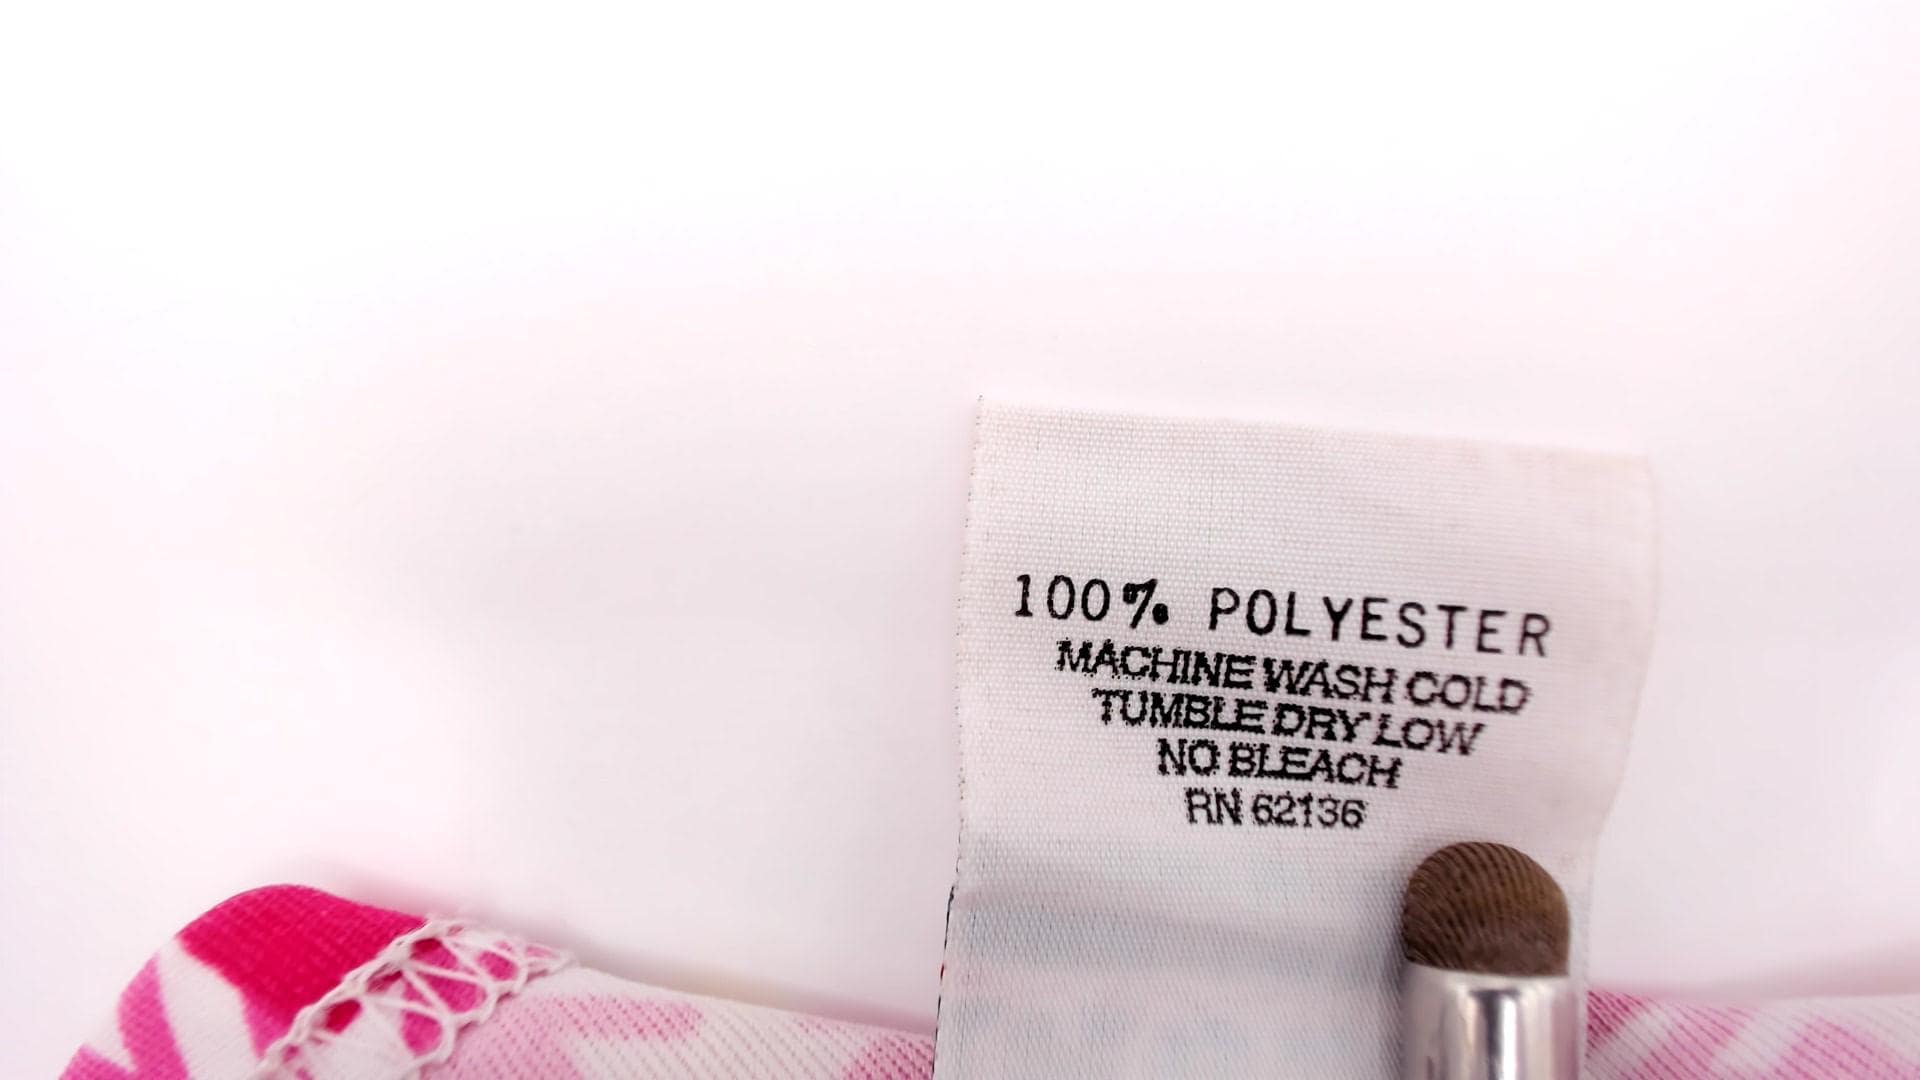 100% POLYESTER
MACHINE WASH COLD
TUMBLE DRY LOW
NO BLEACH
RN 62136